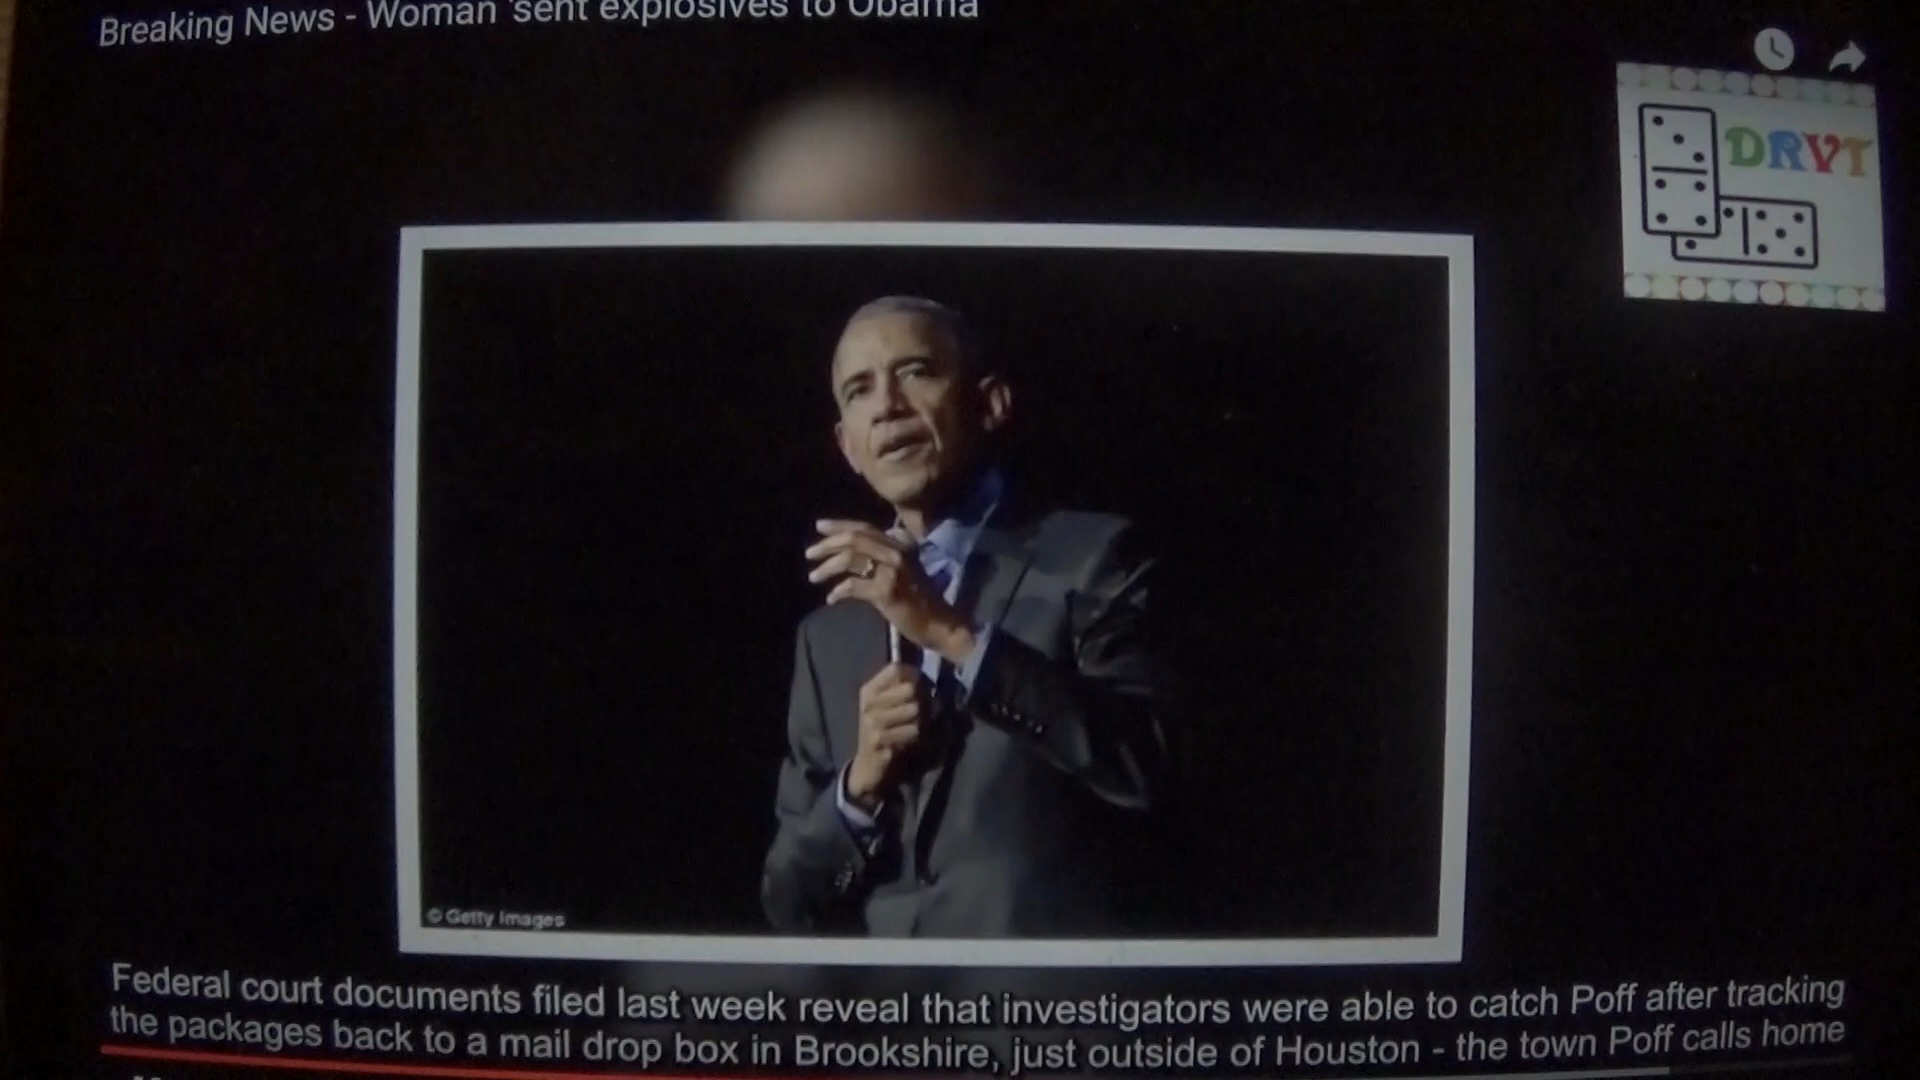 Breaking News - Woman 'sent explosives to Obama
DRVT
© Getty Images
Federal court documents filed last week reveal that investigators were able to catch Poff after tracking
the packages back to a mail drop box in Brookshire, just outside of Houston - the town Poff calls home